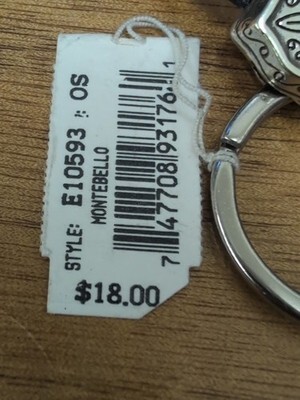 STYLE: E10593 : OS
MONTEBELLO
7 47708 93176 1
$18.00